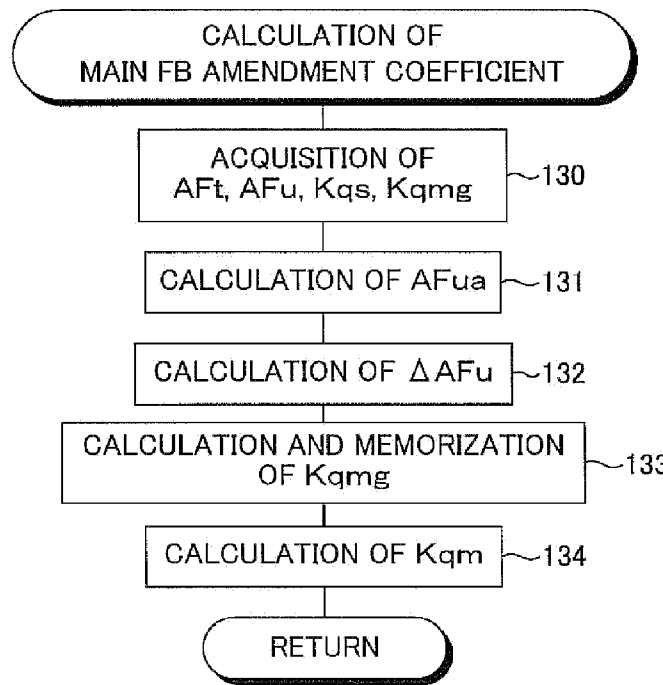 CALCULATION OF
MAIN FB AMENDMENT COEFFICIENT
ACQUISITION OF
AFt, AFu, Kqs, Kqmg
130
CALCULATION OF AFua
131
CALCULATION OF Δ AFu
132
CALCULATION AND MEMORIZATION
OF Kqmg
133
CALCULATION OF Kqm
134
RETURN